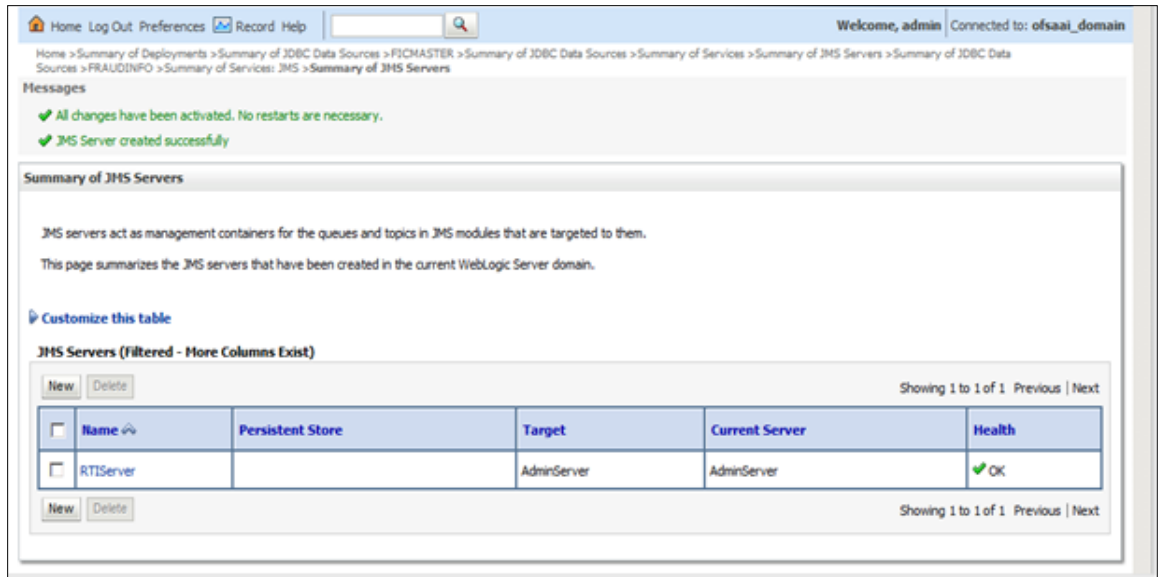 Home Log Out Preferences Record Help
Welcome, admin Connected to: ofsaai_domain
Home >Summary of Deployments >Summary of JDBC Data Sources >FICMASTER >Summary of JDBC Data Sources >Summary of Services >Summary of JMS Servers >Summary of JDBC Data
Sources >FRAUDINFO >Summary of Services: JMS >Summary of JMS Servers
Messages
All changes have been activated. No restarts are necessary.
JMS Server created successfully
Summary of JMS Servers
JMS servers act as management containers for the queues and topics in JMS modules that are targeted to them.
This page summarizes the JMS servers that have been created in the current WebLogic Server domain.
Customize this table
JMS Servers (Filtered - More Columns Exist)
New Delete Showing 1 to 1 of 1 Previous | Next
Name Persistent Store Target Current Server Health
RTIServer AdminServer AdminServer OK
New Delete Showing 1 to 1 of 1 Previous | Next